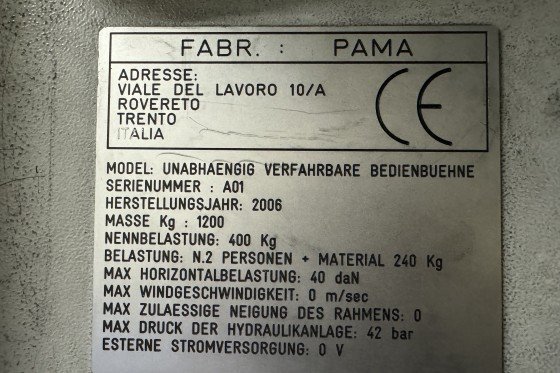 FABR. : PAMA
ADRESSE:
VIALE DEL LAVORO 10/A
ROVERETO
TRENTO
ITALIA
CE
MODEL: UNABHAENGIG VERFAHRBARE BEDIENBUEHNE
SERIENUMMER : A01
HERSTELLUNGSJAHR: 2006
MASSE Kg : 1200
NENNBELASTUNG: 400 Kg
BELASTUNG: N.2 PERSONEN + MATERIAL 240 Kg
MAX HORIZONTALBELASTUNG: 40 daN
MAX WINDGESCHWINDIGKEIT: 0 m/sec
MAX ZULAESSIGE NEIGUNG DES RAHMENS: 0
MAX DRUCK DER HYDRAULIKANLAGE: 42 bar
ESTERNE STROMVERSORGUNG: 0 V